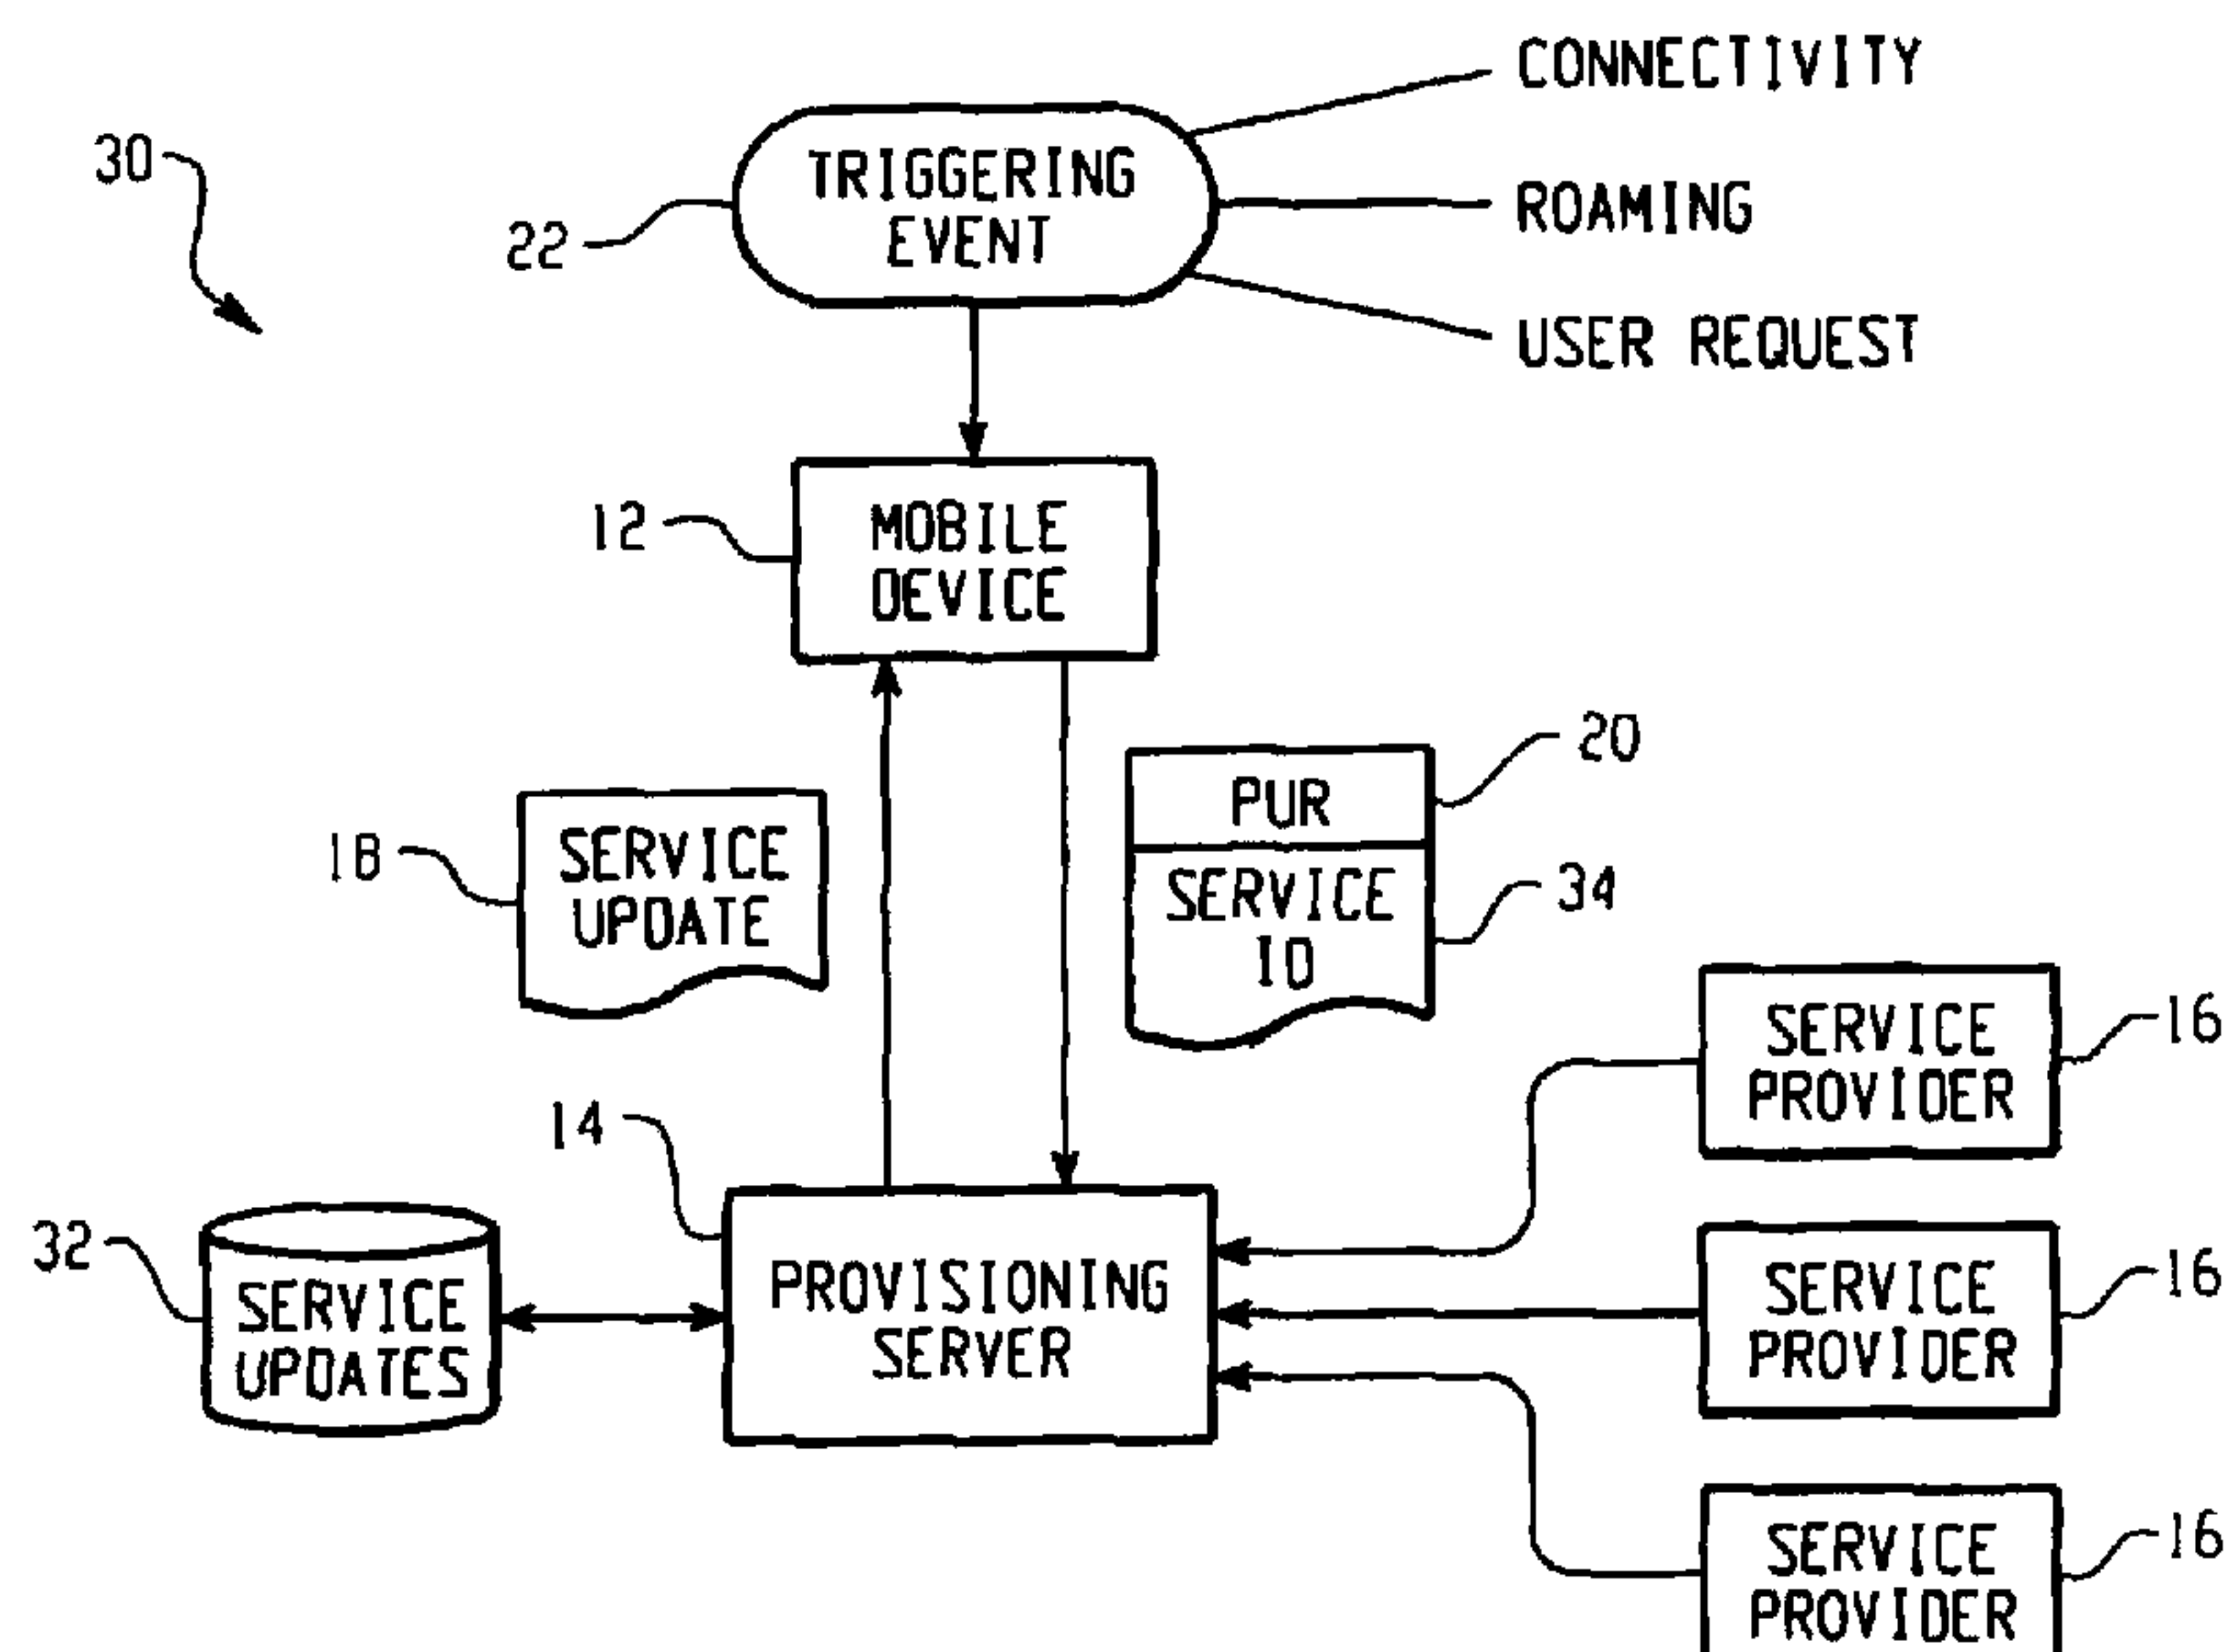 CONNECTIVITY
30
TRIGGERING
EVENT
ROAMING
22
USER REQUEST
12
MOBILE
DEVICE
20
PUR
18
SERVICE
UPDATE
SERVICE
ID
34
SERVICE
PROVIDER
16
14
32
SERVICE
UPDATES
PROVISIONING
SERVER
SERVICE
PROVIDER
16
SERVICE
PROVIDER
16